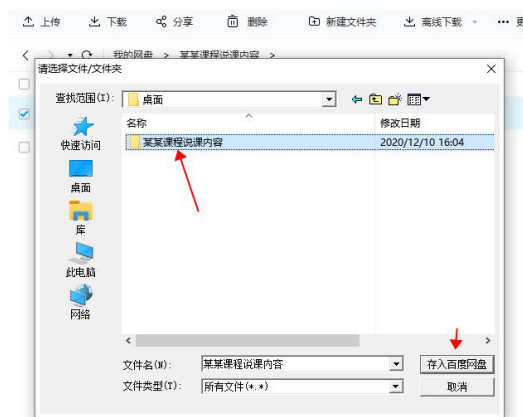 上传 下载 分享 删除 新建文件夹 离线下载
我的网盘 > 某某课程说课内容 >
请选择文件/文件夹
查找范围(I): 桌面
名称 修改日期
某某课程说课内容 2020/12/10 16:04
快速访问
桌面
库
此电脑
网络
文件名(N): 某某课程说课内容 存入百度网盘
文件类型(T): 所有文件(*.*) 取消